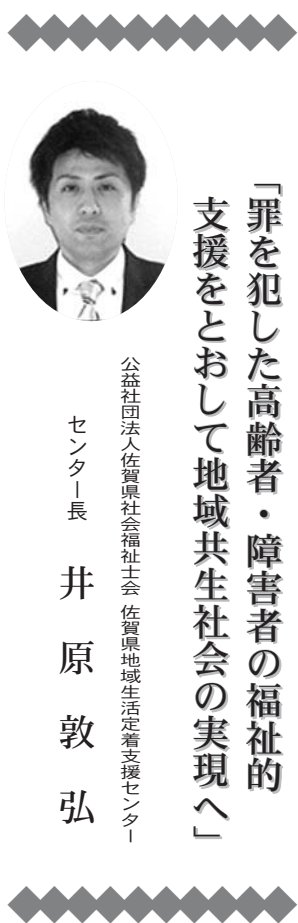 「罪を犯した高齢者・障害者の福祉的
支援をとおして地域共生社会の実現へ」
公益社団法人佐賀県社会福祉士会 佐賀県地域生活定着支援センター
センター長 井原敦弘